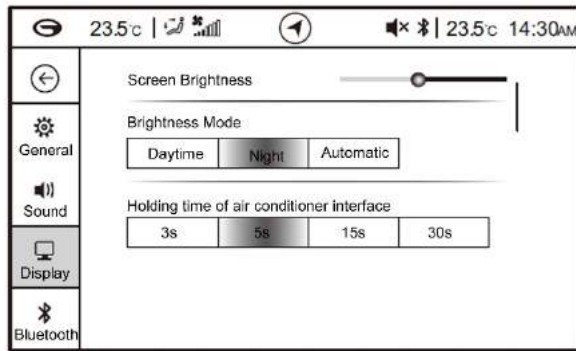 23.5℃ 23.5℃ 14:30AM
Screen Brightness
Brightness Mode
General
Daytime Night Automatic
Sound
Holding time of air conditioner interface
3s 5s 15s 30s
Display
Bluetooth